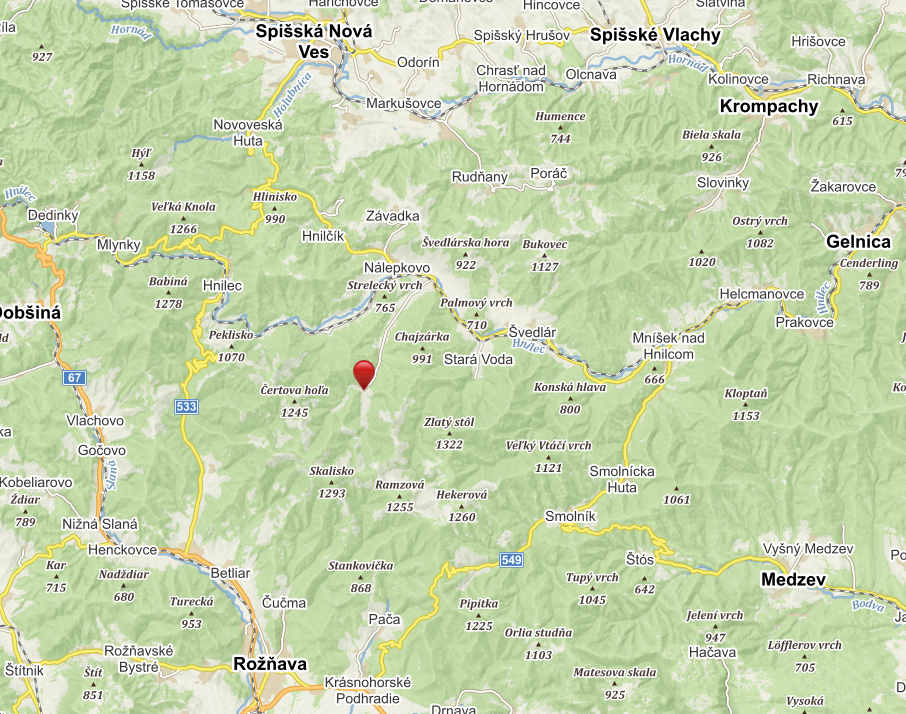 Spišské Tomášovce
Harichovce
Hincovce
Slatvina
Hornád
927
Spišská Nová
Ves
Spišský Hrušov
Spišské Vlachy
Hrišovce
Odorín
Chrasť nad
Hornádom
Olcnava
Hornád
Kolinovce
Richnava
Holubnica
Markušovce
Krompachy
615
Novoveská
Huta
Humence
744
Biela skala
926
Hýľ
1158
Rudňany
Poráč
Slovinky
Žakarovce
Hnilec
Dedinky
Hlinisko
990
Veľká Knola
1266
Závadka
Ostrý vrch
1082
Mlynky
Hnilčík
Švedlárska hora
922
Bukovec
1127
1020
Gelnica
Cenderling
789
Babiná
1278
Hnilec
Nálepkovo
Strelecký vrch
765
Palmový vrch
710
Helcmanovce
Hnilec
Prakovce
Dobšiná
Peklisko
1070
Chajzárka
991
Švedlár
Hnilec
Stará Voda
Mníšek nad
Hnilcom
666
67
533
Čertova hoľa
1245
Konská hlava
800
Kloptaň
1153
Vlachovo
Zlatý stôl
1322
Gočovo
Slaná
Veľký Vtáčí vrch
1121
Kobeliarovo
Ždiar
789
Skalisko
1293
Ramzová
1255
Hekerová
1260
Smolnícka
Huta
1061
Nižná Slaná
Smolník
Henckovce
549
Štós
642
Vyšný Medzev
Kar
715
Nadždiar
680
Betliar
Stankovička
868
Tupý vrch
1045
Medzev
Turecká
953
Čučma
Pipitka
1225
Bodva
Pača
Orlia studňa
1103
Jelení vrch
947
Háčava
Löfflerov vrch
705
Štítnik
Rožňavské
Bystré
Štít
851
Rožňava
Krásnohorské
Podhradie
Matesova skala
925
Vysoká
Drnava